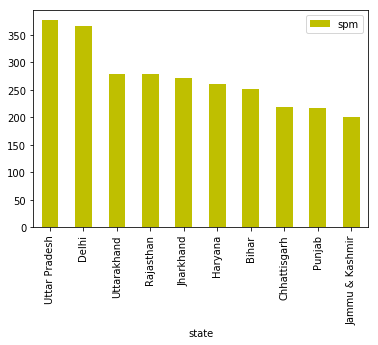 spm
350
300
250
200
150
100
50
0
Uttar Pradesh
Delhi
Uttarakhand
Rajasthan
Jharkhand
Haryana
Bihar
Chhattisgarh
Punjab
Jammu & Kashmir
state